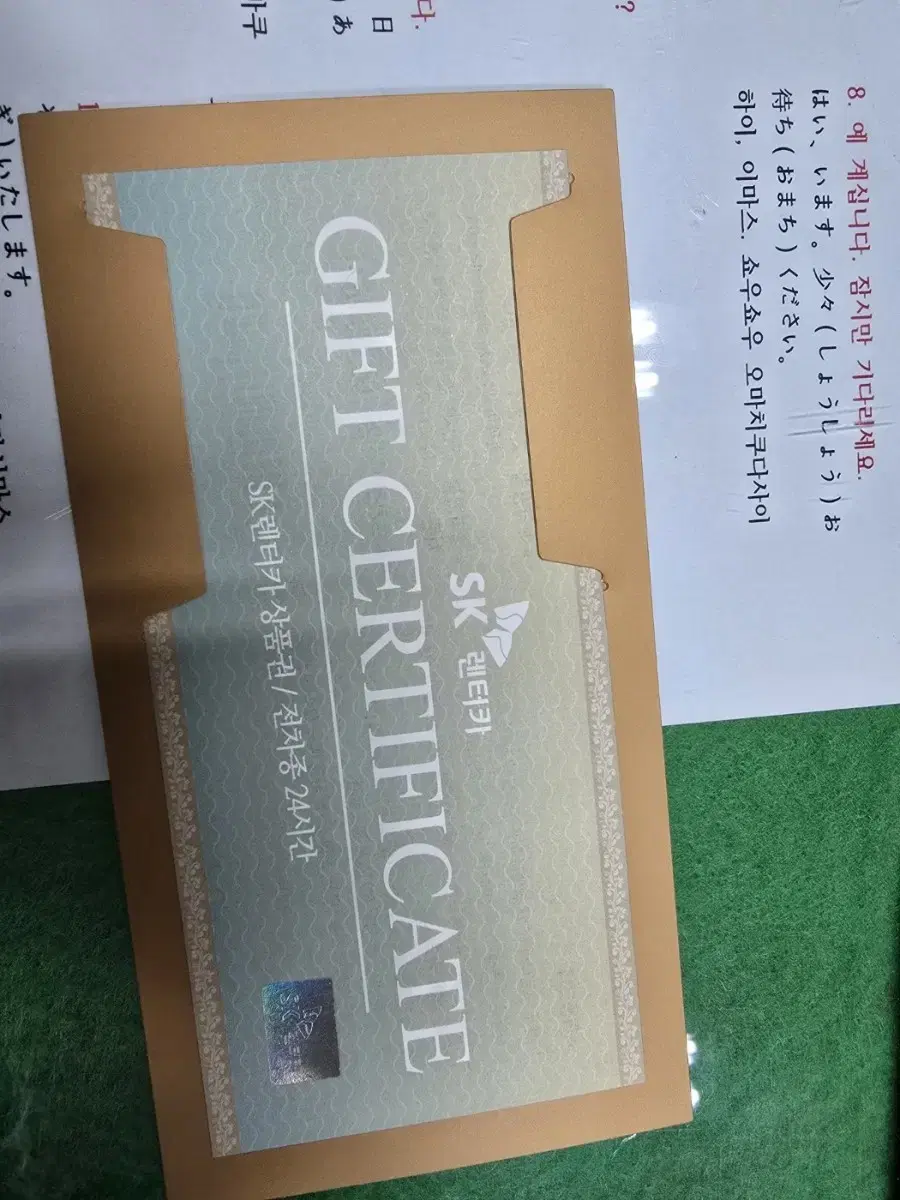 SK 렌터카
GIFT CERTIFICATE
SK렌터카 상품권 / 전차종 24시간
8. 예 계십니다. 잠시만 기다려세요.
はい、います。少々(しょうしょう)お
待ち(おまち)ください。
하이, 이마스. 쇼우쇼우 오마치쿠다사이
?
다.
日
)あ
いたします。